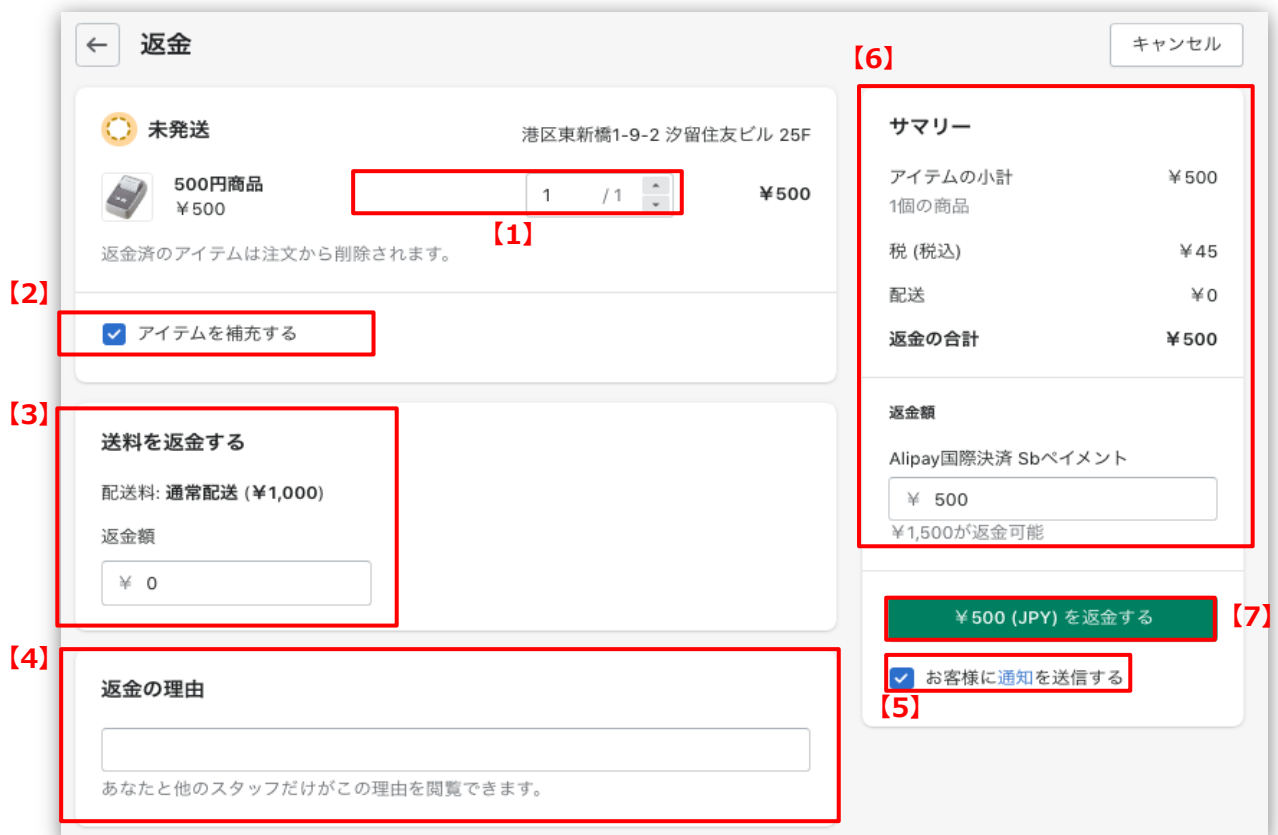 返金
キャンセル
【6】
未発送
港区東新橋1-9-2 汐留住友ビル 25F
500円商品
¥500
1 / 1
¥500
【1】
返金済のアイテムは注文から削除されます。
【2】
アイテムを補充する
【3】
送料を返金する
配送料: 通常配送 (¥1,000)
返金額
¥ 0
【4】
返金の理由
あなたと他のスタッフだけがこの理由を閲覧できます。
サマリー
アイテムの小計 ¥500
1個の商品
税 (税込) ¥45
配送 ¥0
返金の合計 ¥500
返金額
Alipay国際決済 Sbペイメント
¥ 500
¥1,500が返金可能
¥500 (JPY) を返金する
【7】
お客様に通知を送信する
【5】